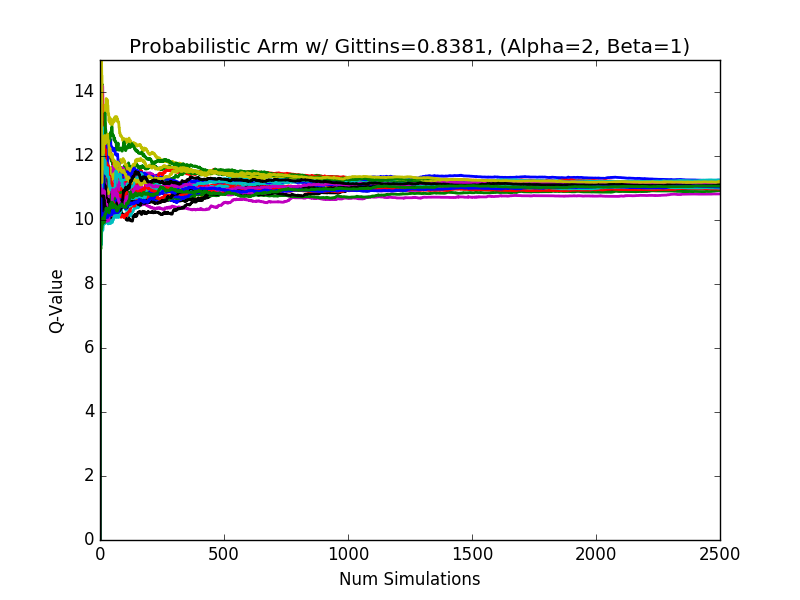 Probabilistic Arm w/ Gittins=0.8381, (Alpha=2, Beta=1)
14
12
10
8
6
4
2
0
Q-Value
0 500 1000 1500 2000 2500
Num Simulations